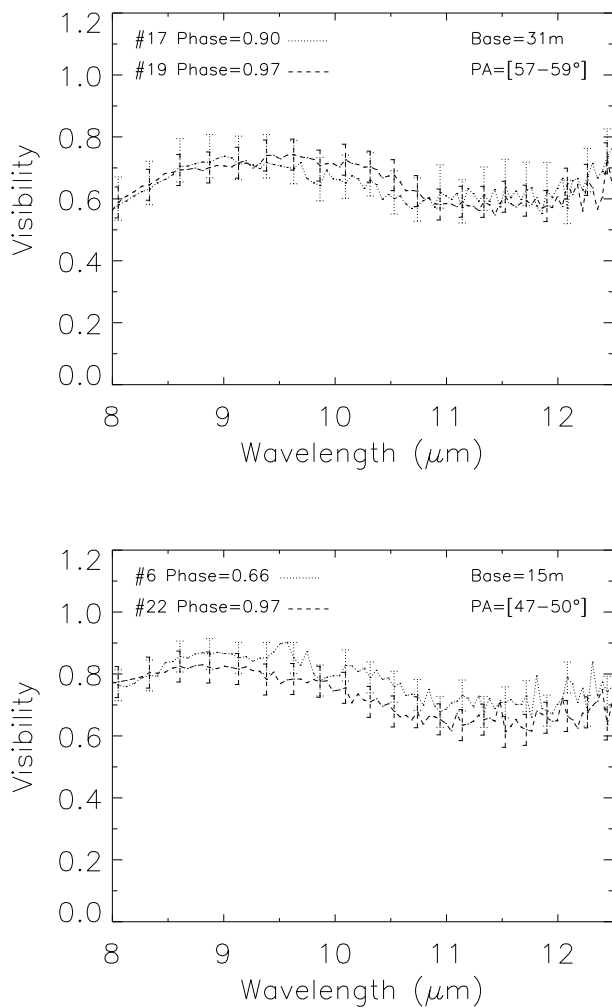 #17 Phase=0.90 Base=31m
#19 Phase=0.97 PA=[57−59°]
1.2
1.0
0.8
0.6
0.4
0.2
0.0
Visibility
8 9 10 11 12
Wavelength (μm)
#6 Phase=0.66 Base=15m
#22 Phase=0.97 PA=[47−50°]
1.2
1.0
0.8
0.6
0.4
0.2
0.0
Visibility
8 9 10 11 12
Wavelength (μm)